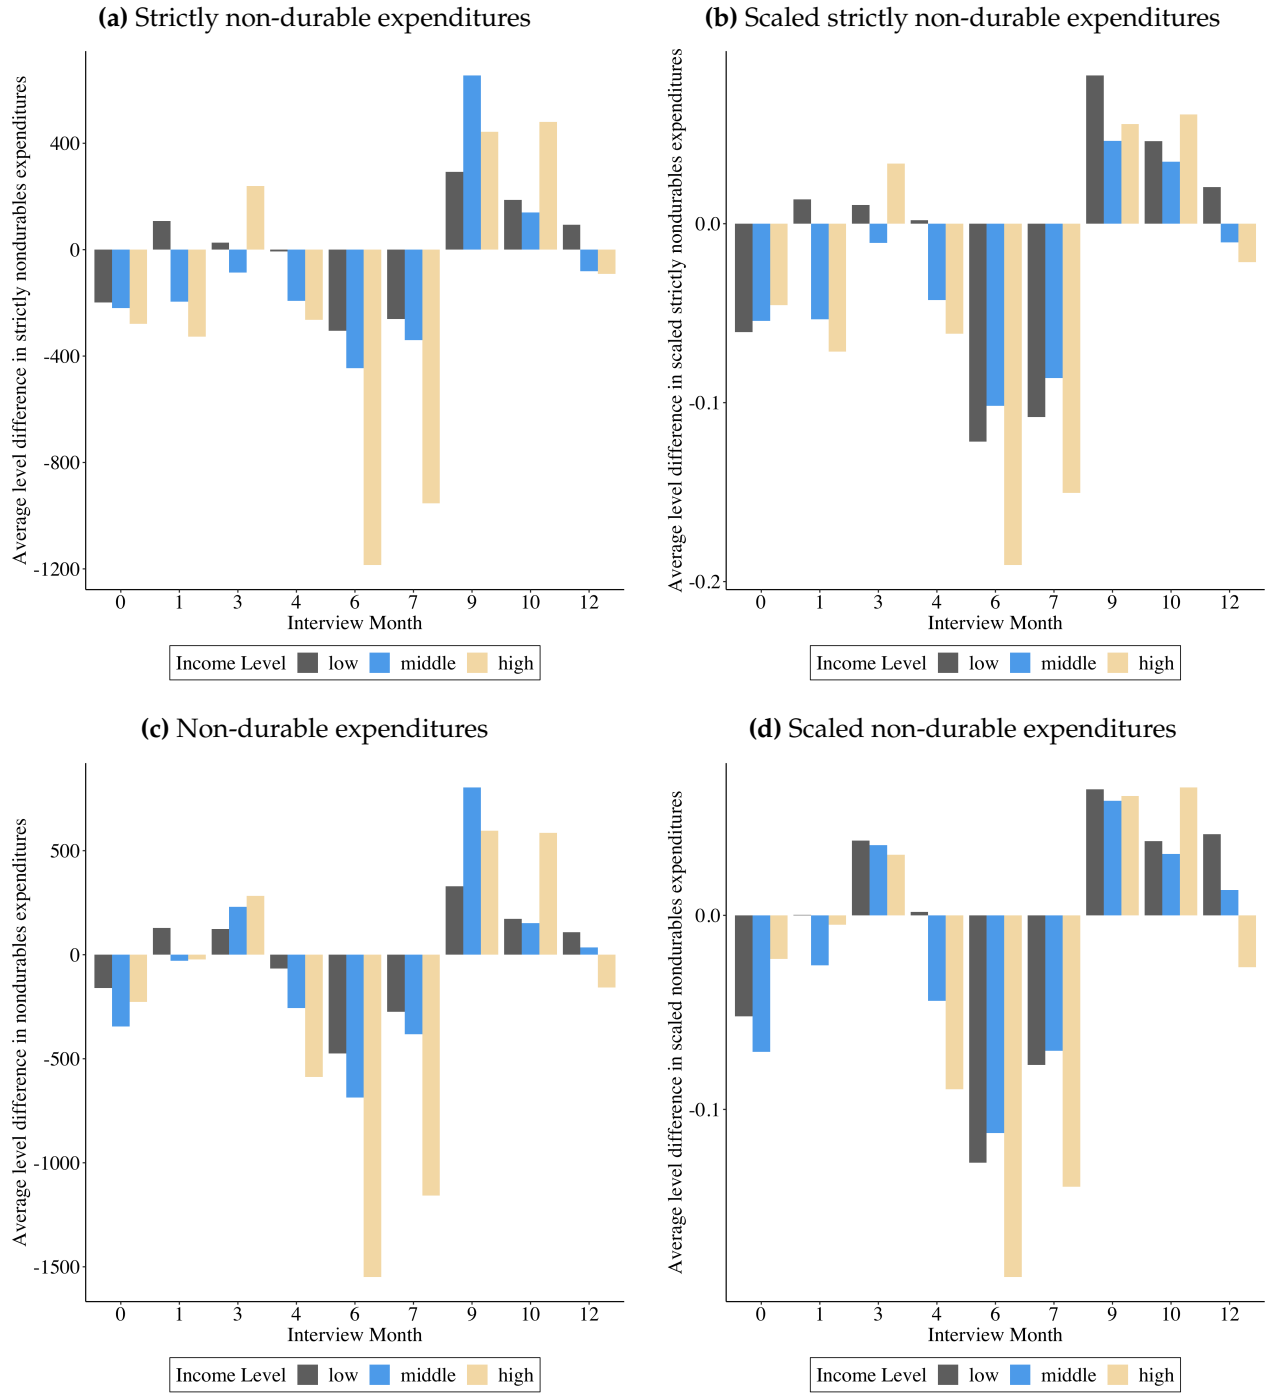 (a) Strictly non-durable expenditures
Average level difference in strictly nondurables expenditures
400
0
-400
-800
-1200
0 1 3 4 6 7 9 10 12
Interview Month
Income Level low middle high
(b) Scaled strictly non-durable expenditures
Average level difference in scaled strictly nondurables expenditures
0.0
-0.1
-0.2
0 1 3 4 6 7 9 10 12
Interview Month
Income Level low middle high
(c) Non-durable expenditures
Average level difference in nondurables expenditures
500
0
-500
-1000
-1500
0 1 3 4 6 7 9 10 12
Interview Month
Income Level low middle high
(d) Scaled non-durable expenditures
Average level difference in scaled nondurables expenditures
0.0
-0.1
0 1 3 4 6 7 9 10 12
Interview Month
Income Level low middle high